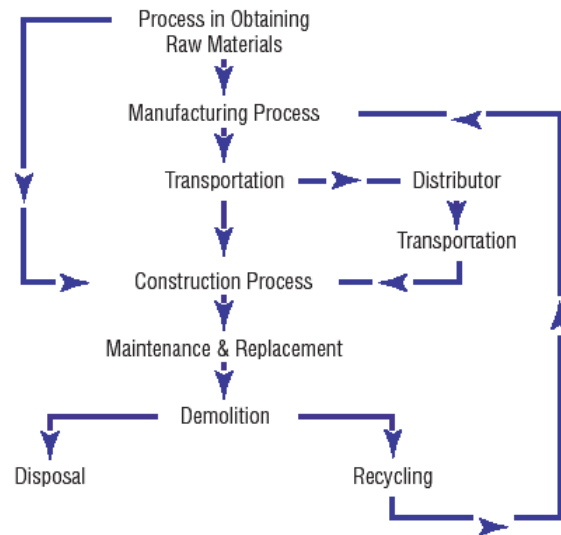 Process in Obtaining
Raw Materials
Manufacturing Process
Transportation
Distributor
Transportation
Construction Process
Maintenance & Replacement
Demolition
Disposal
Recycling